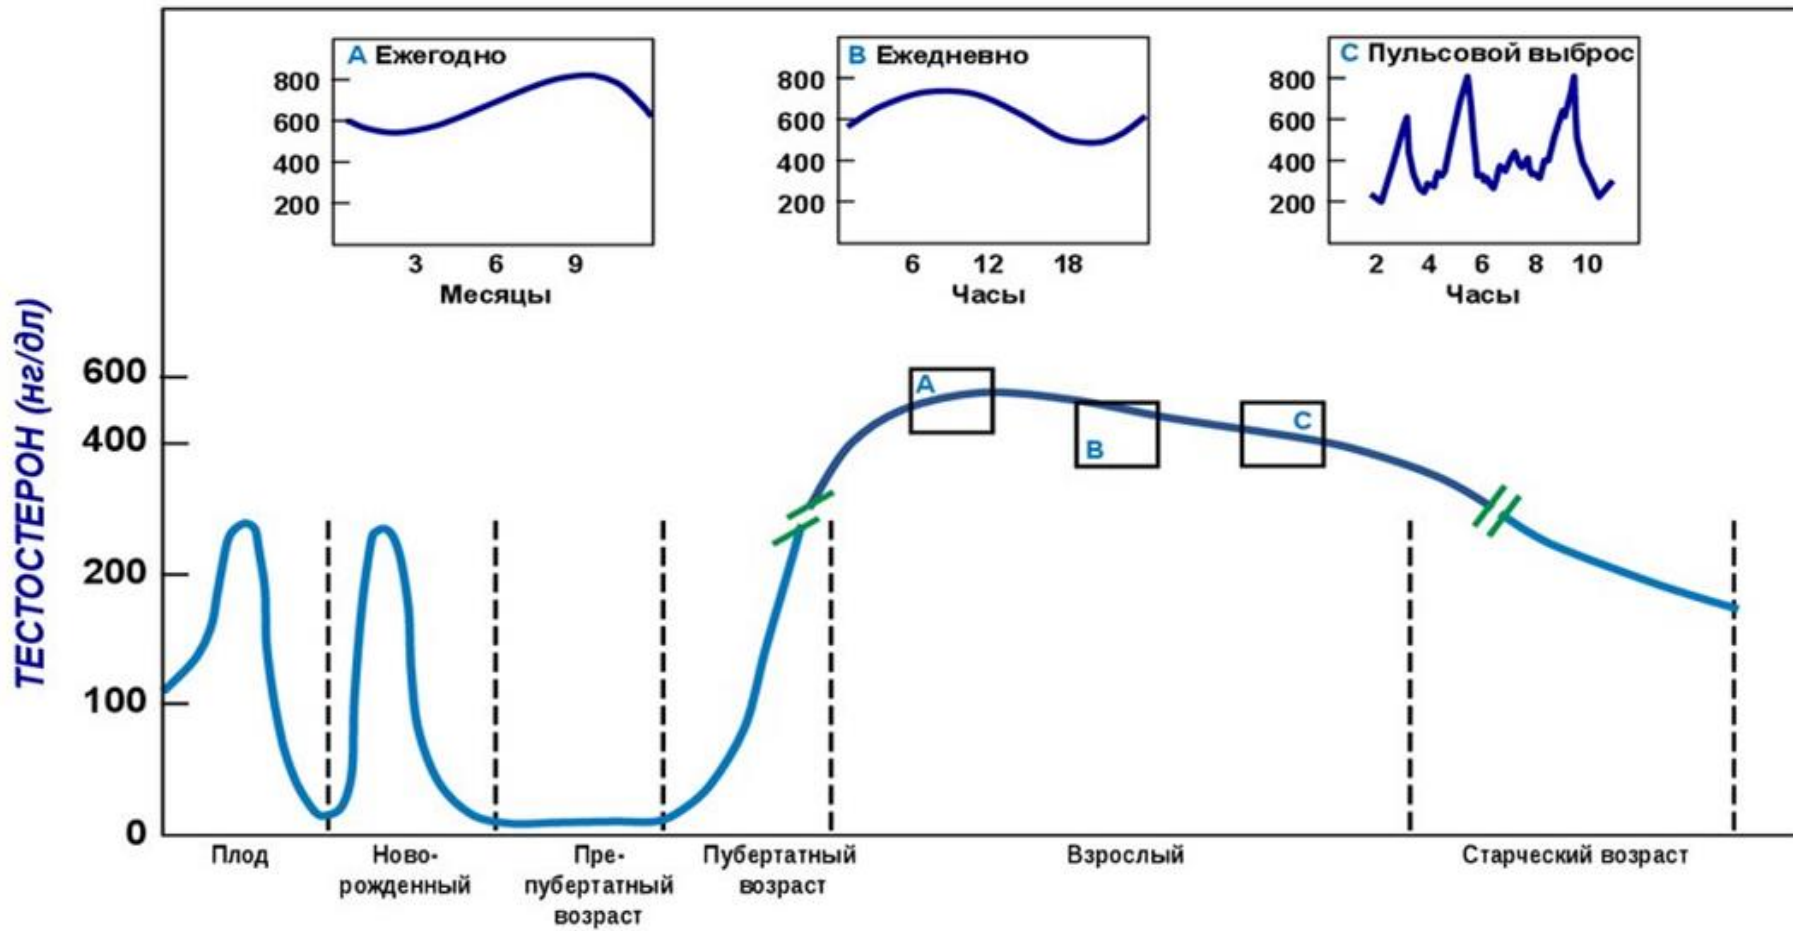 A Ежегодно
800
600
400
200
3 6 9
Месяцы
B Ежедневно
800
600
400
200
6 12 18
Часы
C Пульсовой выброс
800
600
400
200
2 4 6 8 10
Часы
ТЕСТОСТЕРОН (нг/дл)
600
400
200
100
0
A
B
C
Плод
Ново-
рожденный
Пре-
пубертатный
возраст
Пубертатный
возраст
Взрослый
Старческий возраст